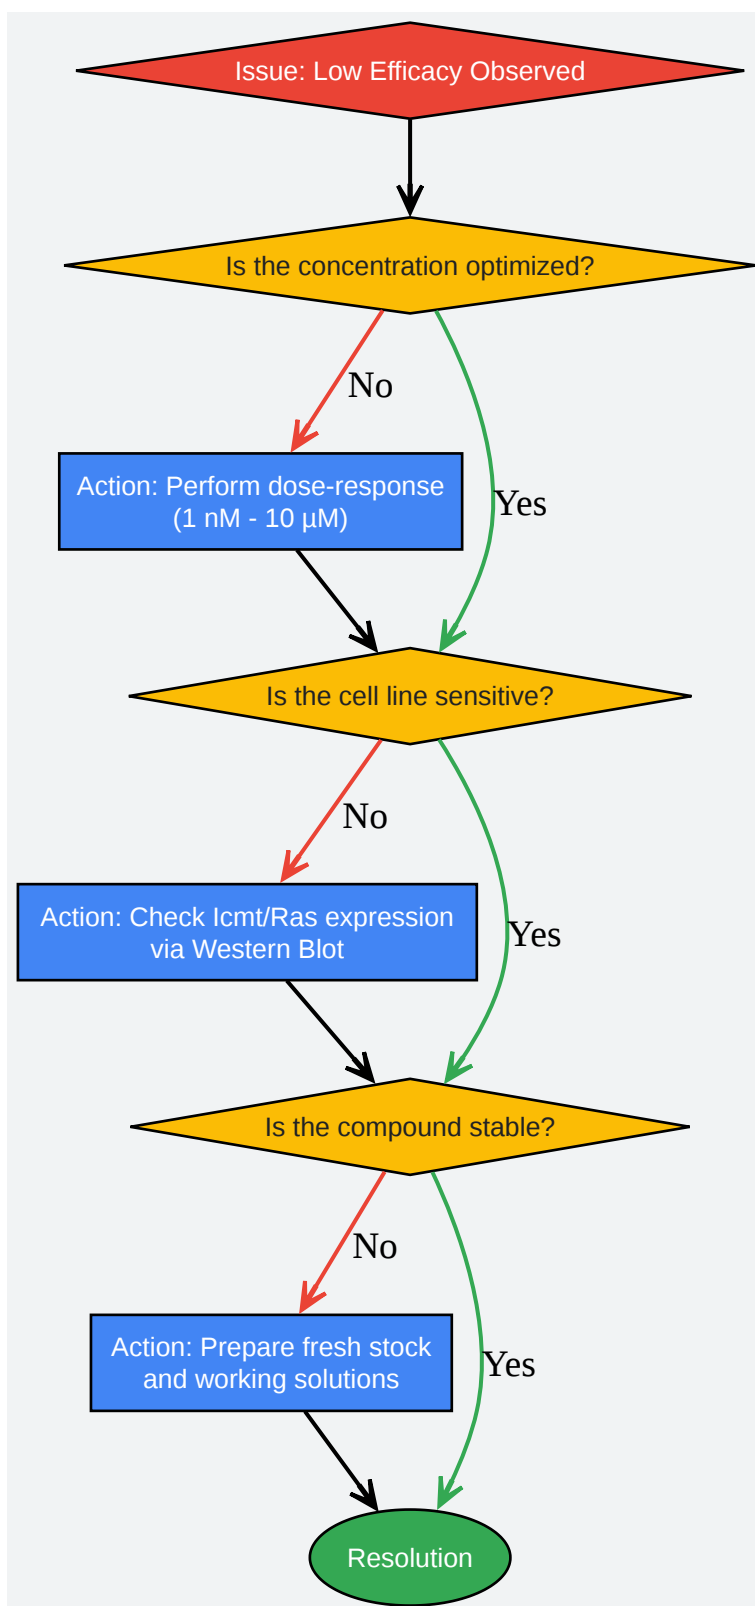 Issue: Low Efficacy Observed
Is the concentration optimized?
No
Action: Perform dose-response
(1 nM - 10 µM)
Yes
Is the cell line sensitive?
No
Action: Check Icmt/Ras expression
via Western Blot
Yes
Is the compound stable?
No
Action: Prepare fresh stock
and working solutions
Yes
Resolution